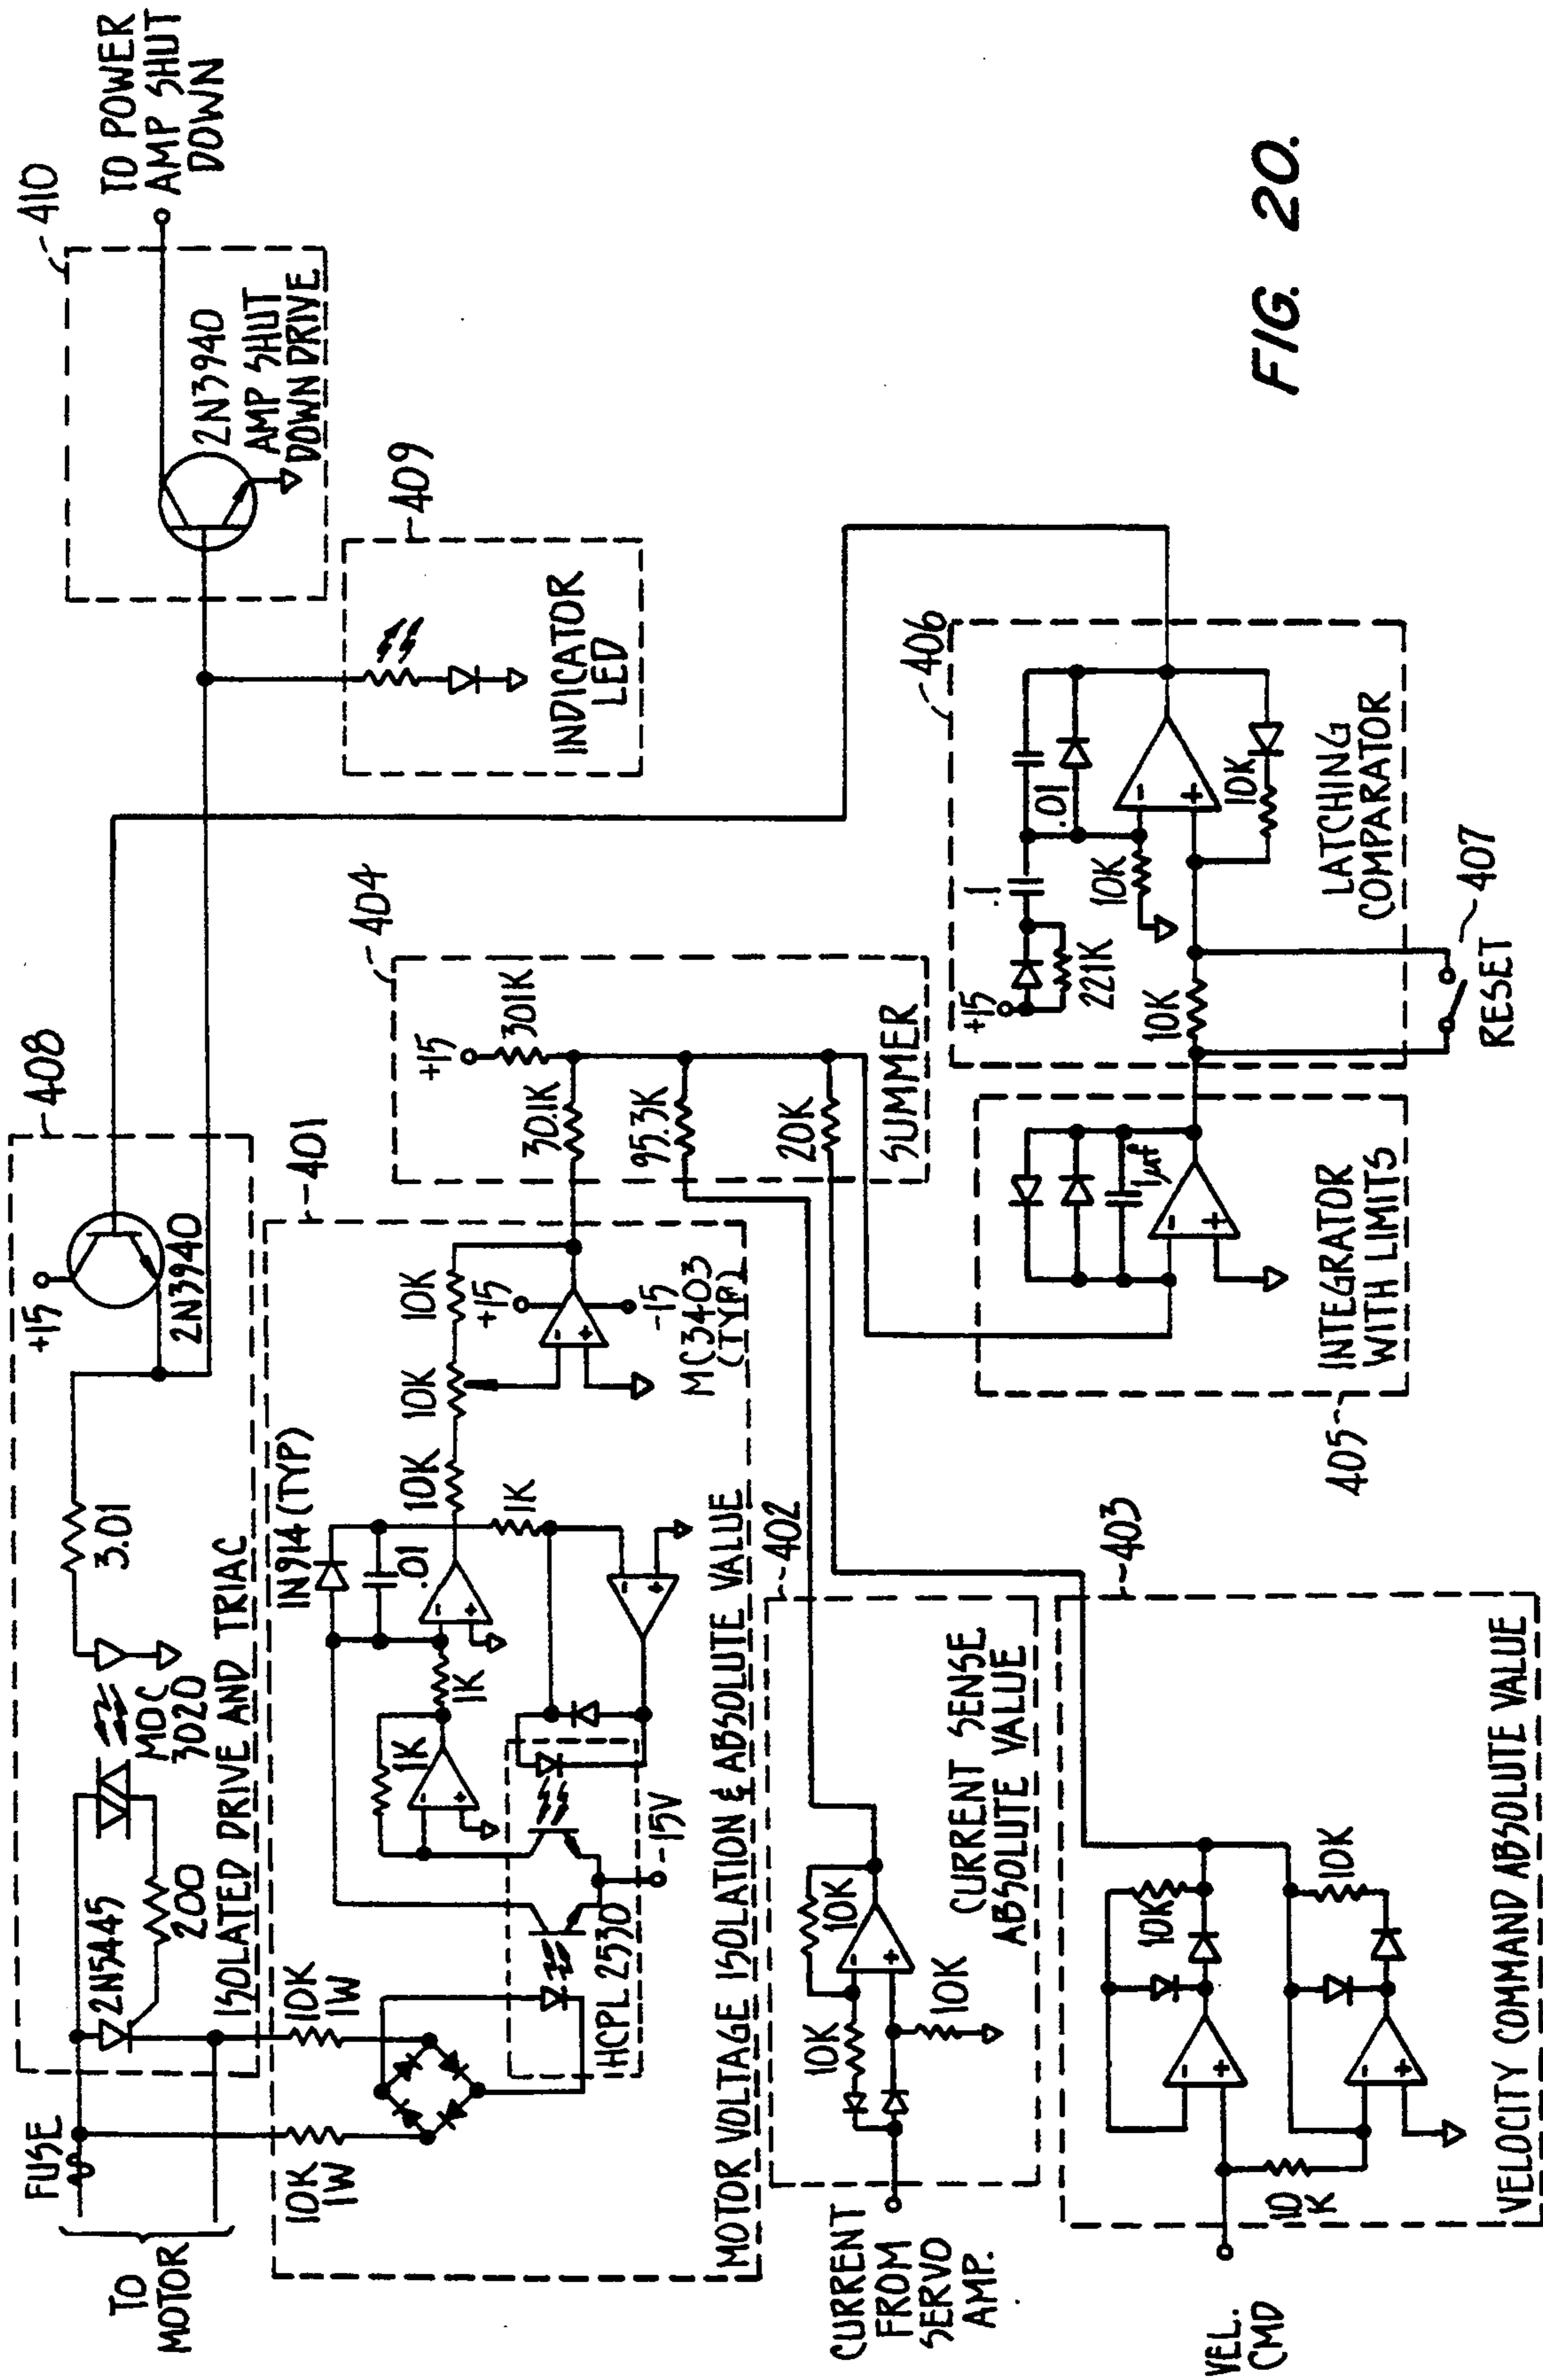 TO POWER
AMP SHUT
DOWN
410
2N3940
AMP SHUT
DOWN DRIVE
409
INDICATOR
LED
408
+15
2N3940
3.01
MOC
3020
200
2N5445
ISOLATED DRIVE AND TRIAC
FUSE
TO
MOTOR
401
1N914 (TYP)
10K
10K
10K
+15
-15
MC3403
(TYP)
.01
1K
1K
1K
-15V
HCPL 2530
10K
1W
10K
1W
MOTOR VOLTAGE ISOLATION & ABSOLUTE VALUE
404
+15
301K
30.1K
95.3K
20K
SUMMER
406
.1
.01
+15
221K
10K
10K
10K
LATCHING
COMPARATOR
407
RESET
1µf
INTEGRATOR
WITH LIMITS
405
402
10K
10K
10K
CURRENT SENSE
ABSOLUTE VALUE
CURRENT
FROM
SERVO
AMP.
403
10K
10K
10
K
VELOCITY COMMAND ABSOLUTE VALUE
VEL.
CMD
FIG. 20.